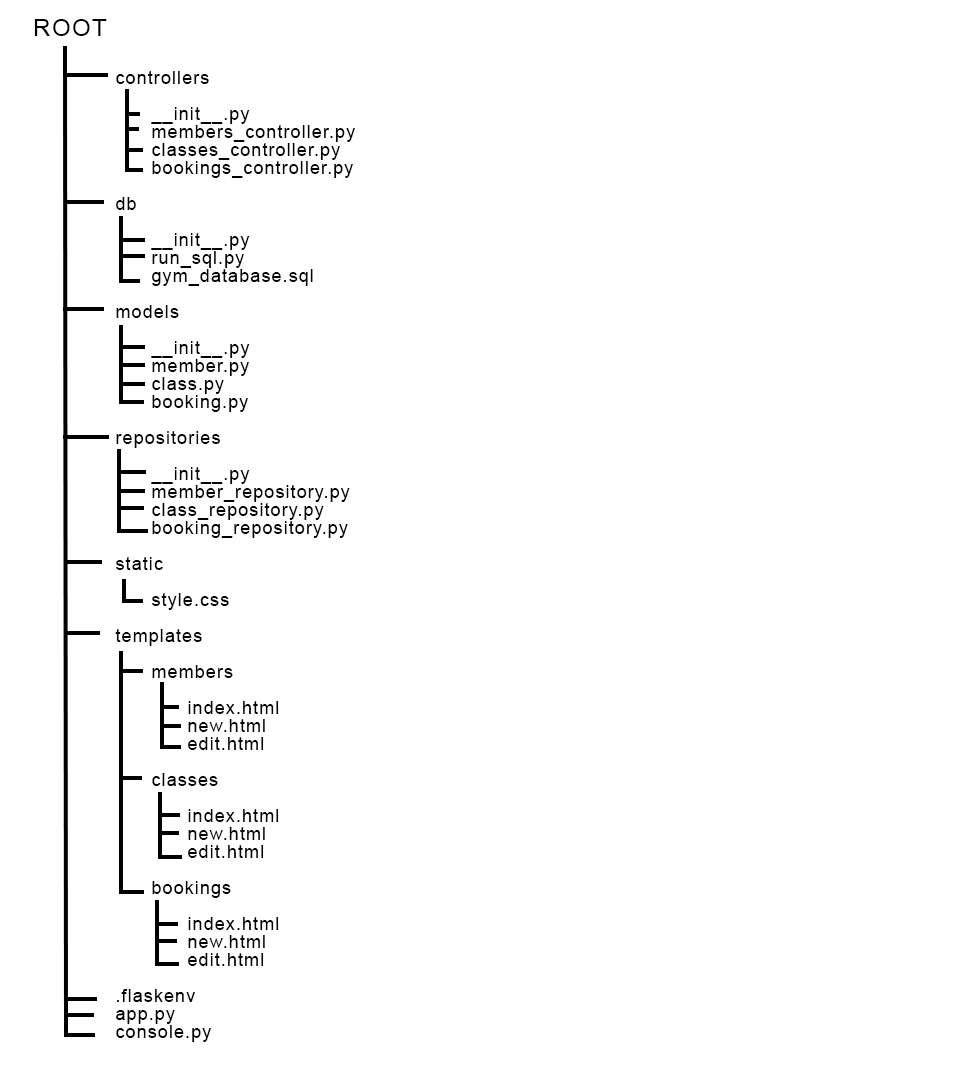 ROOT
controllers
__init__.py
members_controller.py
classes_controller.py
bookings_controller.py
db
__init__.py
run_sql.py
gym_database.sql
models
__init__.py
member.py
class.py
booking.py
repositories
__init__.py
member_repository.py
class_repository.py
booking_repository.py
static
style.css
templates
members
index.html
new.html
edit.html
classes
index.html
new.html
edit.html
bookings
index.html
new.html
edit.html
.flaskenv
app.py
console.py